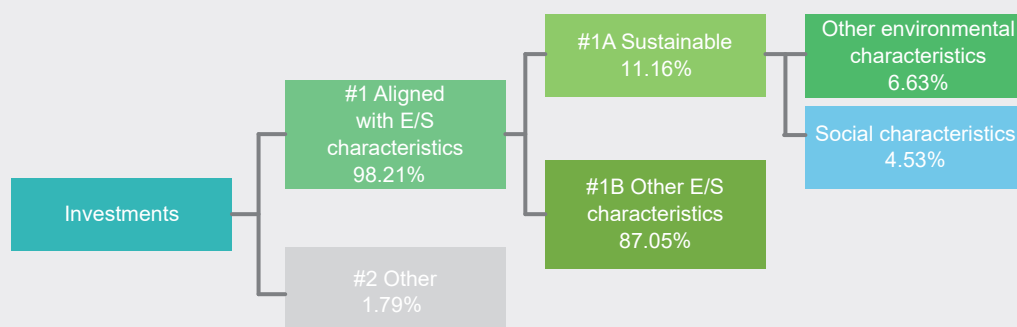 Investments
#1 Aligned
with E/S
characteristics
98.21%
#2 Other
1.79%
#1A Sustainable
11.16%
#1B Other E/S
characteristics
87.05%
Other environmental
characteristics
6.63%
Social characteristics
4.53%